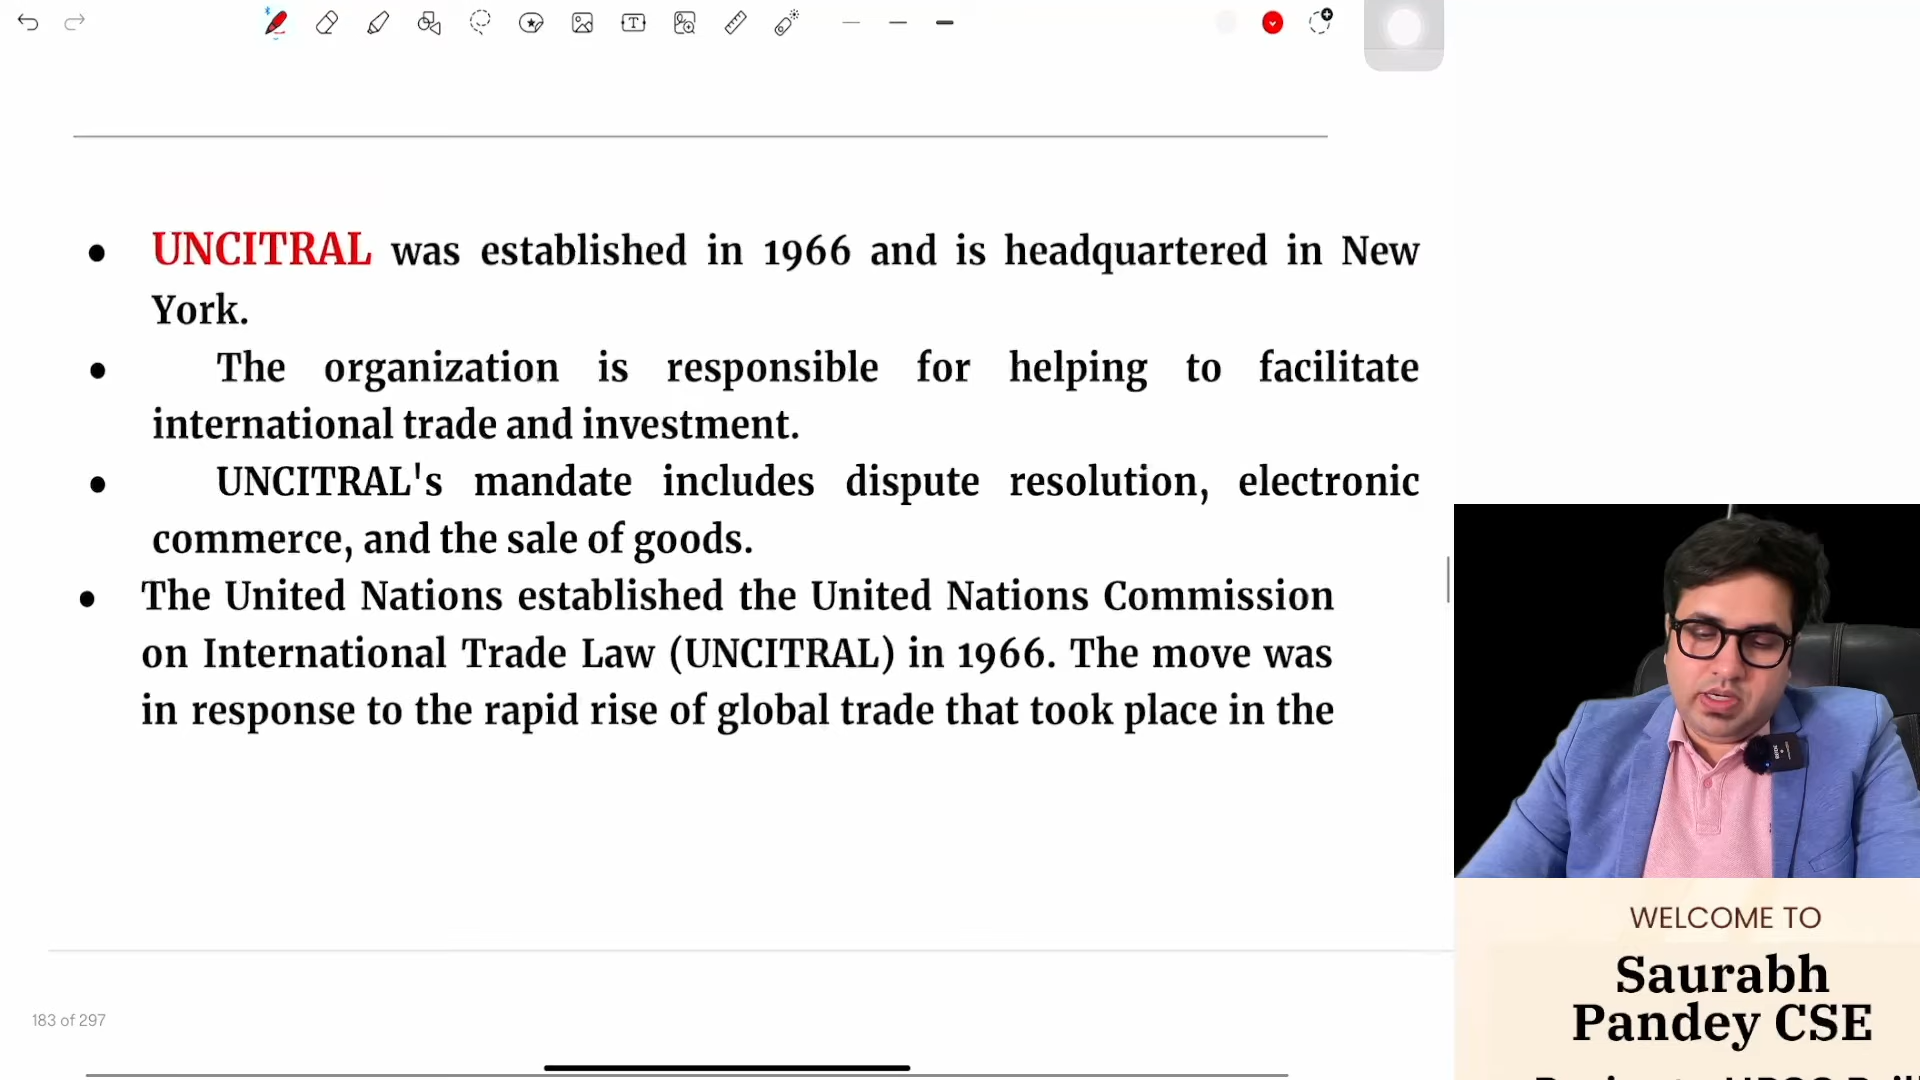 ● UNCITRAL was established in 1966 and is headquartered in New
York.
● The organization is responsible for helping to facilitate
international trade and investment.
● UNCITRAL's mandate includes dispute resolution, electronic
commerce, and the sale of goods.
● The United Nations established the United Nations Commission
on International Trade Law (UNCITRAL) in 1966. The move was
in response to the rapid rise of global trade that took place in the
183 of 297
WELCOME TO
Saurabh
Pandey CSE